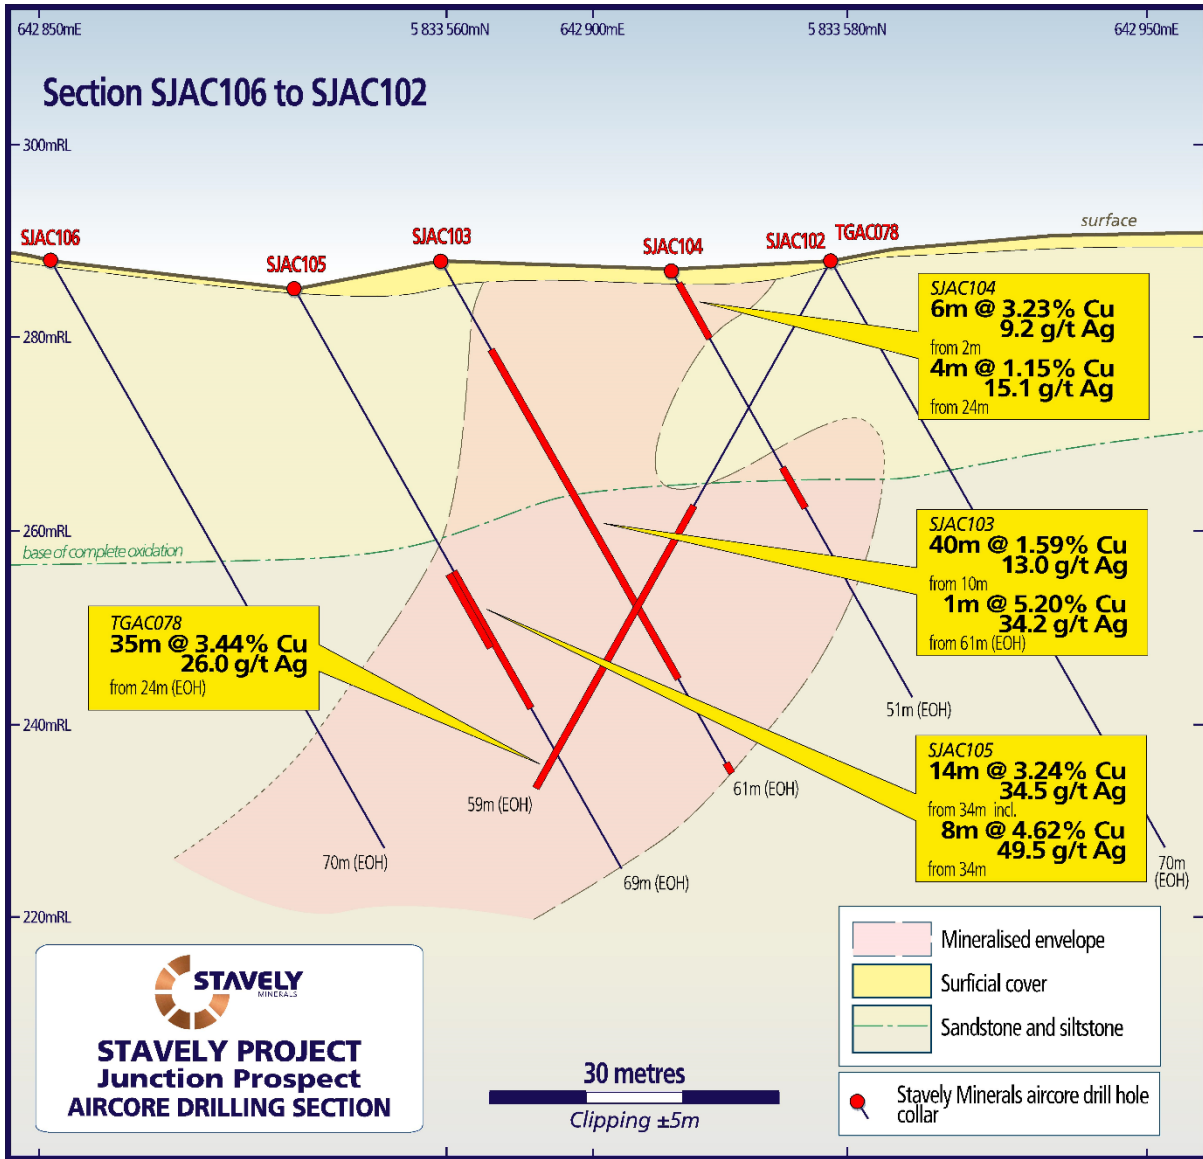 642 850mE
5 833 560mN
642 900mE
5 833 580mN
642 950mE
Section SJAC106 to SJAC102
300mRL
280mRL
260mRL
240mRL
220mRL
SJAC106
SJAC105
SJAC103
SJAC104
SJAC102
TGAC078
surface
SJAC104
6m @ 3.23% Cu
9.2 g/t Ag
from 2m
4m @ 1.15% Cu
15.1 g/t Ag
from 24m
base of complete oxidation
SJAC103
40m @ 1.59% Cu
13.0 g/t Ag
from 10m
1m @ 5.20% Cu
34.2 g/t Ag
from 61m (EOH)
TGAC078
35m @ 3.44% Cu
26.0 g/t Ag
from 24m (EOH)
SJAC105
14m @ 3.24% Cu
34.5 g/t Ag
from 34m incl.
8m @ 4.62% Cu
49.5 g/t Ag
from 34m
51m (EOH)
59m (EOH)
61m (EOH)
70m (EOH)
69m (EOH)
70m
(EOH)
STAVELY
MINERALS
STAVELY PROJECT
Junction Prospect
AIRCORE DRILLING SECTION
30 metres
Clipping ±5m
Mineralised envelope
Surficial cover
Sandstone and siltstone
Stavely Minerals aircore drill hole
collar